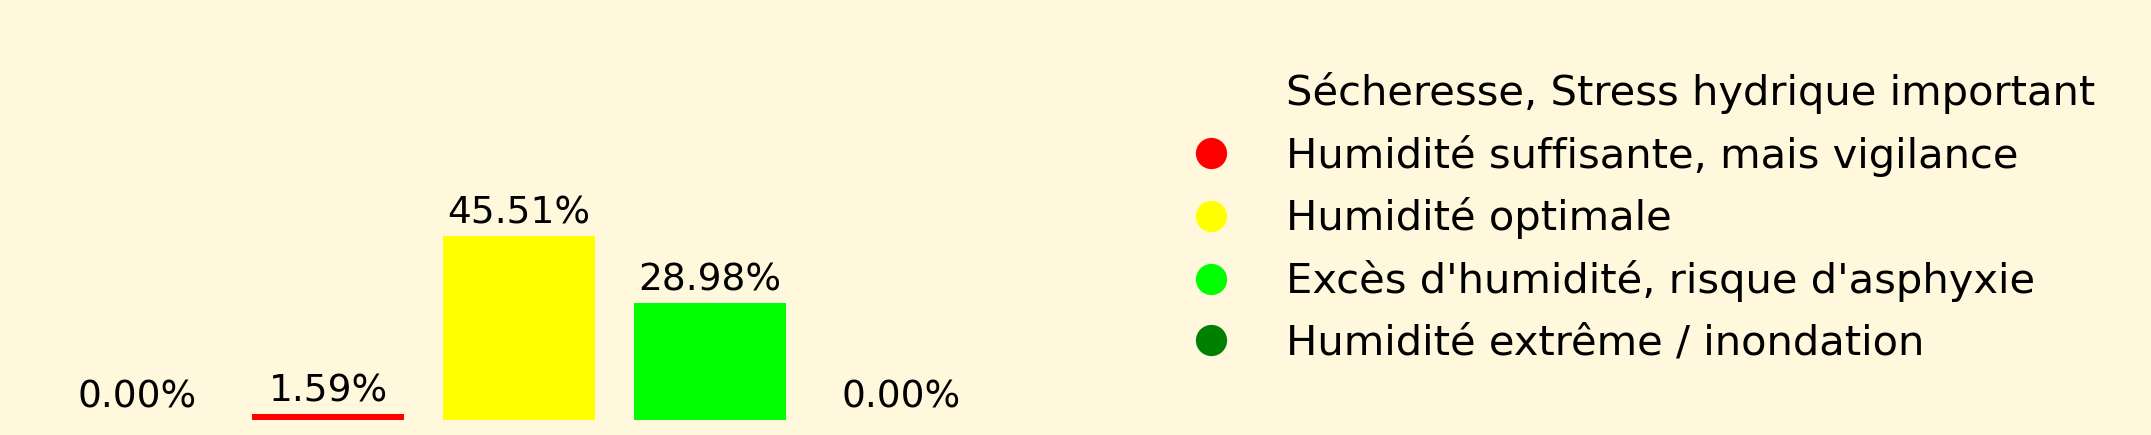 0.00%
1.59%
45.51%
28.98%
0.00%
Sécheresse, Stress hydrique important
Humidité suffisante, mais vigilance
Humidité optimale
Excès d'humidité, risque d'asphyxie
Humidité extrême / inondation